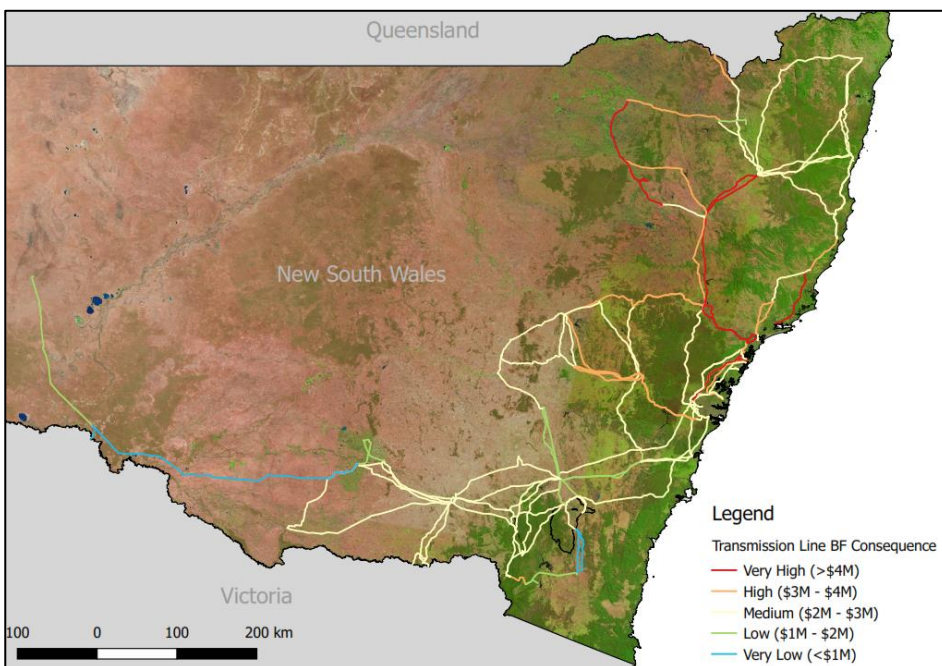 Queensland
New South Wales
Victoria
Legend
Transmission Line BF Consequence
Very High (>$4M)
High ($3M - $4M)
Medium ($2M - $3M)
Low ($1M - $2M)
Very Low (<$1M)
100 0 100 200 km